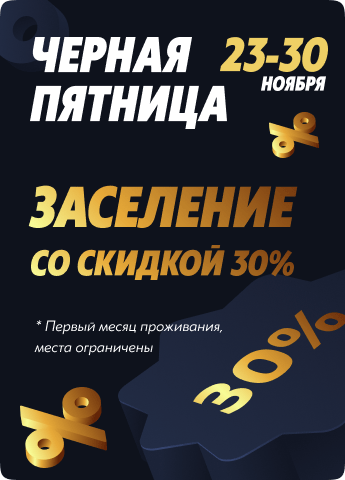 ЧЕРНАЯ
ПЯТНИЦА
23-30
НОЯБРЯ
%
ЗАСЕЛЕНИЕ
СО СКИДКОЙ 30%
* Первый месяц проживания,
места ограничены
30%
%